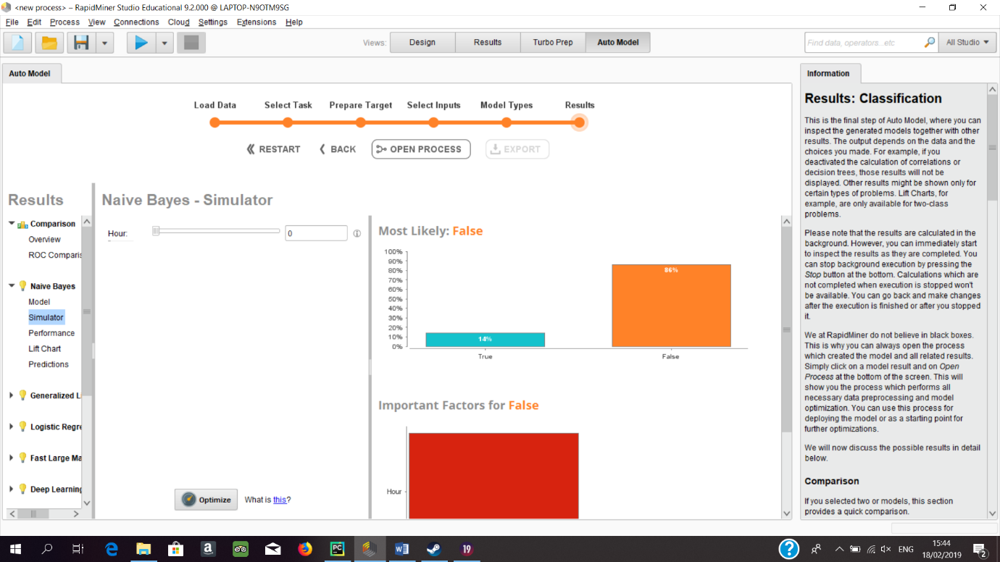 <new process> – RapidMiner Studio Educational 9.2.000 @ LAPTOP-N9OTM9SG
File Edit Process View Connections Cloud Settings Extensions Help
Views: Design Results Turbo Prep Auto Model
Find data, operators...etc All Studio
Auto Model
Load Data Select Task Prepare Target Select Inputs Model Types Results
RESTART BACK OPEN PROCESS EXPORT
Results
Comparison
Overview
ROC Comparis
Naive Bayes
Model
Simulator
Performance
Lift Chart
Predictions
Generalized Li
Logistic Regre
Fast Large Ma
Deep Learning
Naive Bayes - Simulator
Hour: 0
Optimize What is this?
Most Likely: False
100%
90%
80%
70%
60%
50%
40%
30%
20%
10%
0%
14%
86%
True False
Important Factors for False
Hour
Information
Results: Classification
This is the final step of Auto Model, where you can
inspect the generated models together with other
results. The output depends on the data and the
choices you made. For example, if you
deactivated the calculation of correlations or
decision trees, those results will not be
displayed. Other results might be shown only for
certain types of problems. Lift Charts, for
example, are only available for two-class
problems.
Please note that the results are calculated in the
background. However, you can immediately start
to inspect the results as they are completed. You
can stop background execution by pressing the
Stop button at the bottom. Calculations which are
not completed when execution is stopped won't
be available. You can go back and make changes
after the execution is finished or after you stopped
it.
We at RapidMiner do not believe in black boxes.
This is why you can always open the process
which created the model and all related results.
Simply click on a model result and on Open
Process at the bottom of the screen. This will
show you the process which performs all
necessary data preprocessing and model
optimization. You can use this process for
deploying the model or as a starting point for
further optimizations.
We will now discuss the possible results in detail
below.
Comparison
If you selected two or models, this section
provides a quick comparison.
PC
19
ENG
15:44
18/02/2019
2